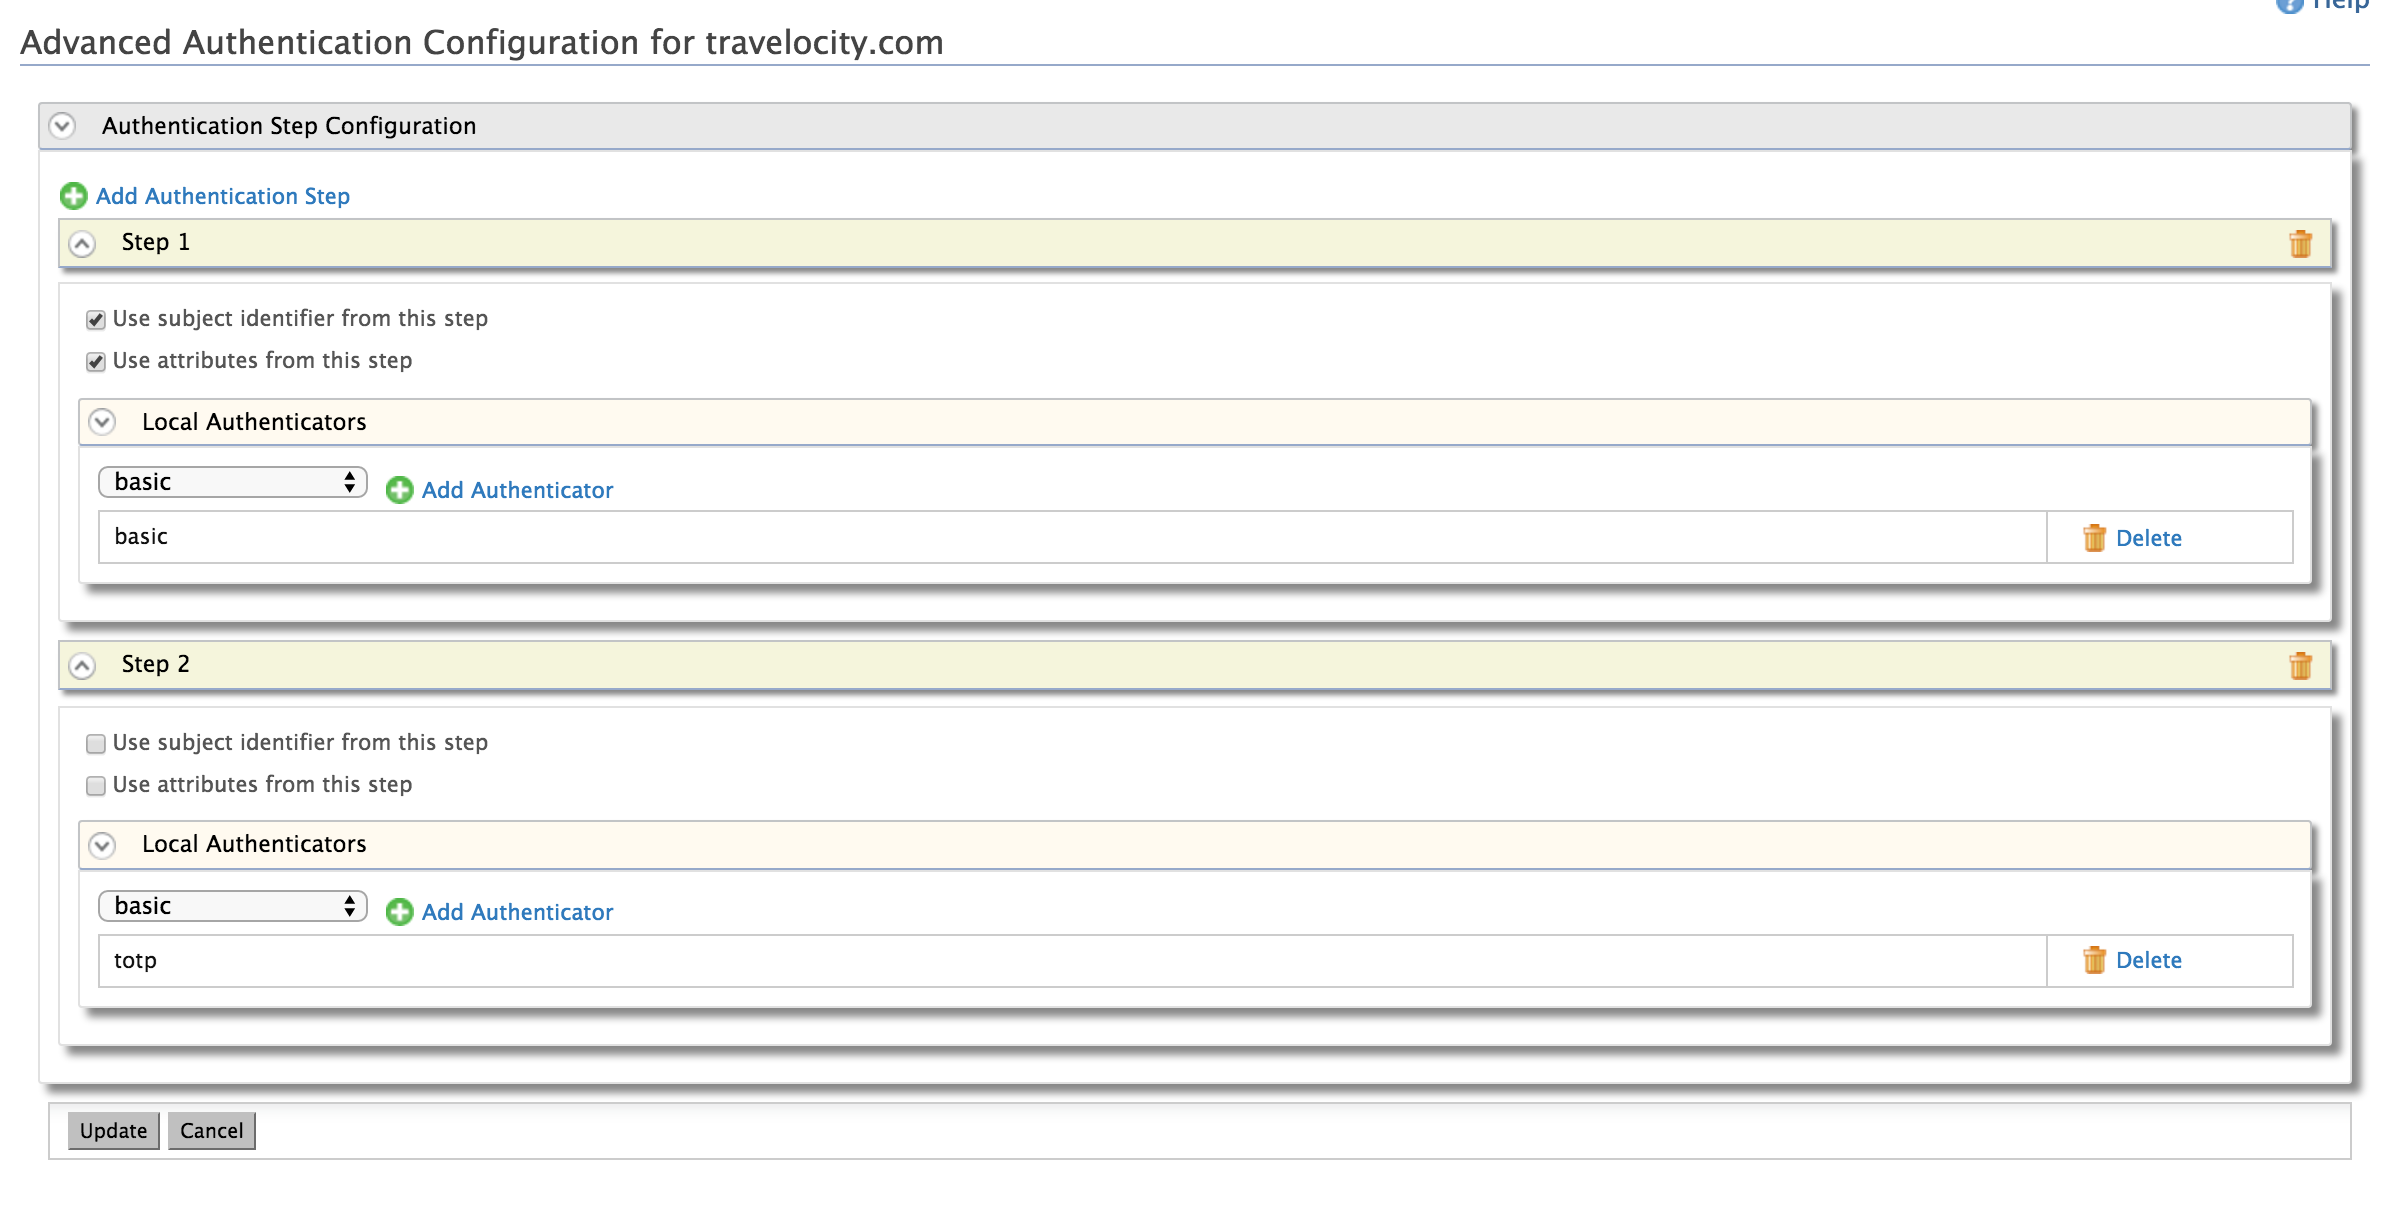 Help
Advanced Authentication Configuration for travelocity.com
Authentication Step Configuration
Add Authentication Step
Step 1
Use subject identifier from this step
Use attributes from this step
Local Authenticators
basic
Add Authenticator
basic
Delete
Step 2
Use subject identifier from this step
Use attributes from this step
Local Authenticators
basic
Add Authenticator
totp
Delete
Update
Cancel